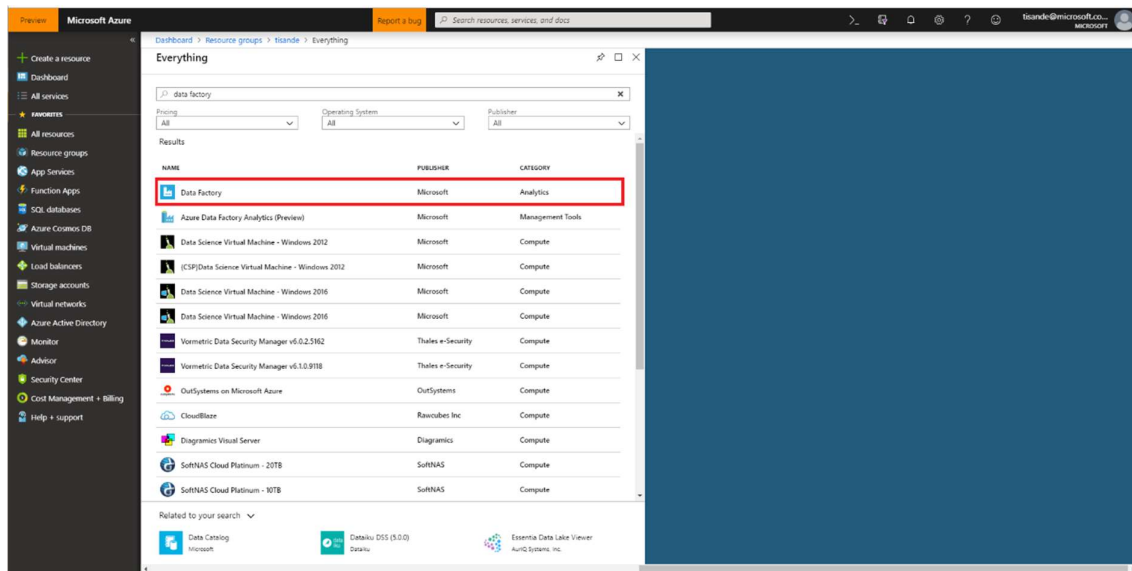 Preview Microsoft Azure Report a bug Search resources, services, and docs tisande@microsoft.co...
MICROSOFT
Dashboard > Resource groups > tisande > Everything
Create a resource
Dashboard
All services
FAVORITES
All resources
Resource groups
App Services
Function Apps
SQL databases
Azure Cosmos DB
Virtual machines
Load balancers
Storage accounts
Virtual networks
Azure Active Directory
Monitor
Advisor
Security Center
Cost Management + Billing
Help + support
Everything
data factory
Pricing Operating System Publisher
All All All
Results
NAME PUBLISHER CATEGORY
Data Factory Microsoft Analytics
Azure Data Factory Analytics (Preview) Microsoft Management Tools
Data Science Virtual Machine - Windows 2012 Microsoft Compute
(CSP)Data Science Virtual Machine - Windows 2012 Microsoft Compute
Data Science Virtual Machine - Windows 2016 Microsoft Compute
Data Science Virtual Machine - Windows 2016 Microsoft Compute
Vormetric Data Security Manager v6.0.2.5162 Thales e-Security Compute
Vormetric Data Security Manager v6.1.0.9118 Thales e-Security Compute
OutSystems on Microsoft Azure OutSystems Compute
CloudBlaze Rawcubes Inc Compute
Diagramics Visual Server Diagramics Compute
SoftNAS Cloud Platinum - 20TB SoftNAS Compute
SoftNAS Cloud Platinum - 10TB SoftNAS Compute
Related to your search
Data Catalog Dataiku DSS (5.0.0) Essentia Data Lake Viewer
Microsoft Dataiku AuriQ Systems, Inc.